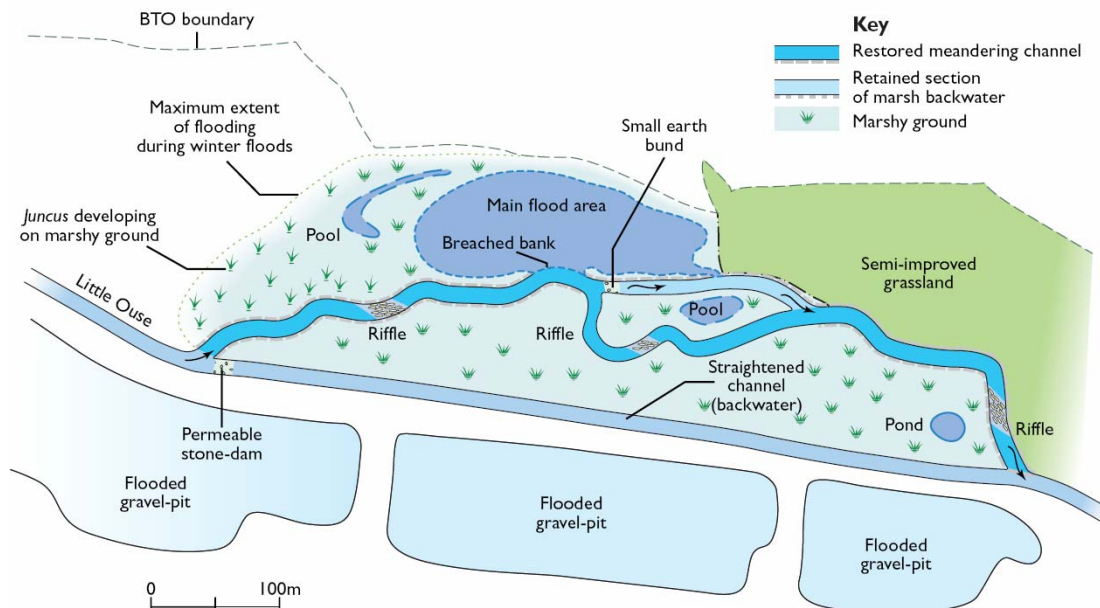 BTO boundary
Key
Restored meandering channel
Retained section
of marsh backwater
Marshy ground
Maximum extent
of flooding
during winter floods
Small earth
bund
Juncus developing
on marshy ground
Pool
Main flood area
Breached bank
Semi-improved
grassland
Little Ouse
Riffle
Riffle
Pool
Straightened
channel
(backwater)
Permeable
stone-dam
Pond
Riffle
Flooded
gravel-pit
Flooded
gravel-pit
Flooded
gravel-pit
0 100m